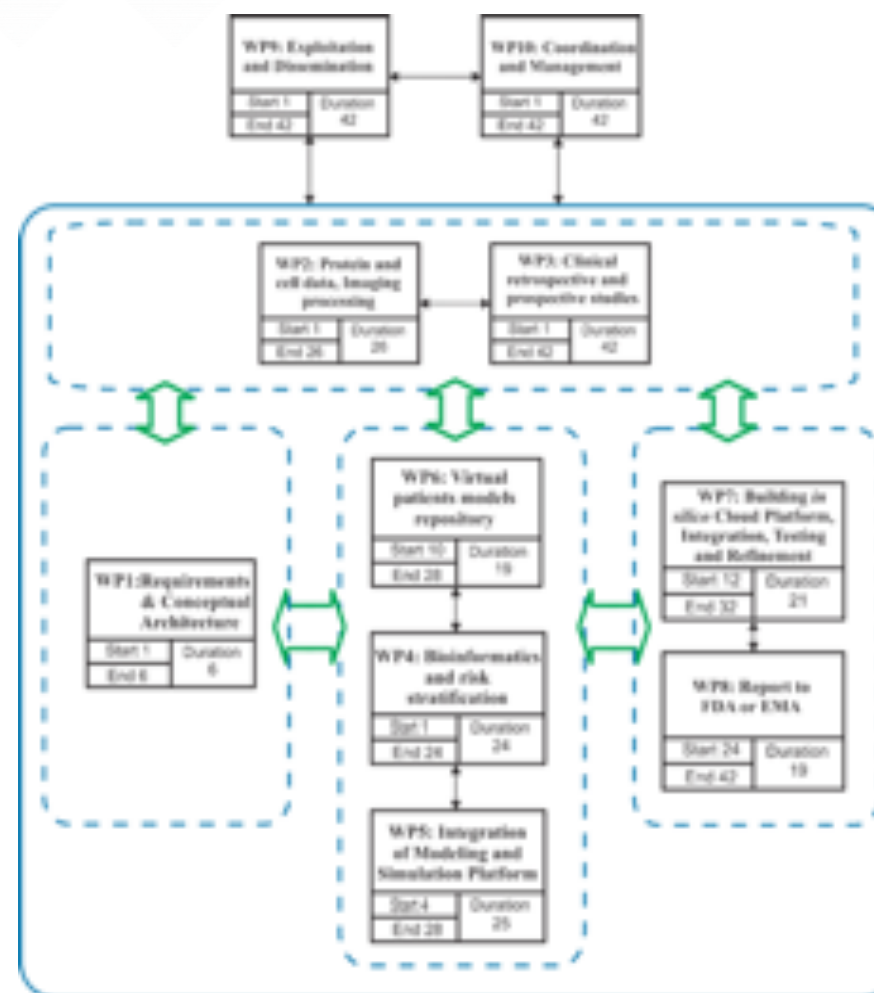 WP9: Exploitation
and Dissemination
Start 1
End 42
Duration
42
WP10: Coordination
and Management
Start 1
End 42
Duration
42
WP2: Protein and
cell data, Imaging
processing
Start 1
End 26
Duration
26
WP3: Clinical
retrospective and
prospective studies
Start 1
End 42
Duration
42
WP1:Requirements
& Conceptual
Architecture
Start 1
End 6
Duration
6
WP6: Virtual
patients models
repository
Start 10
End 28
Duration
19
WP4: Bioinformatics
and risk
stratification
Start 1
End 24
Duration
24
WP5: Integration
of Modeling and
Simulation Platform
Start 4
End 28
Duration
25
WP7: Building in
silico Cloud Platform,
Integration, Testing
and Refinement
Start 12
End 32
Duration
21
WP8: Report to
FDA or EMA
Start 24
End 42
Duration
19